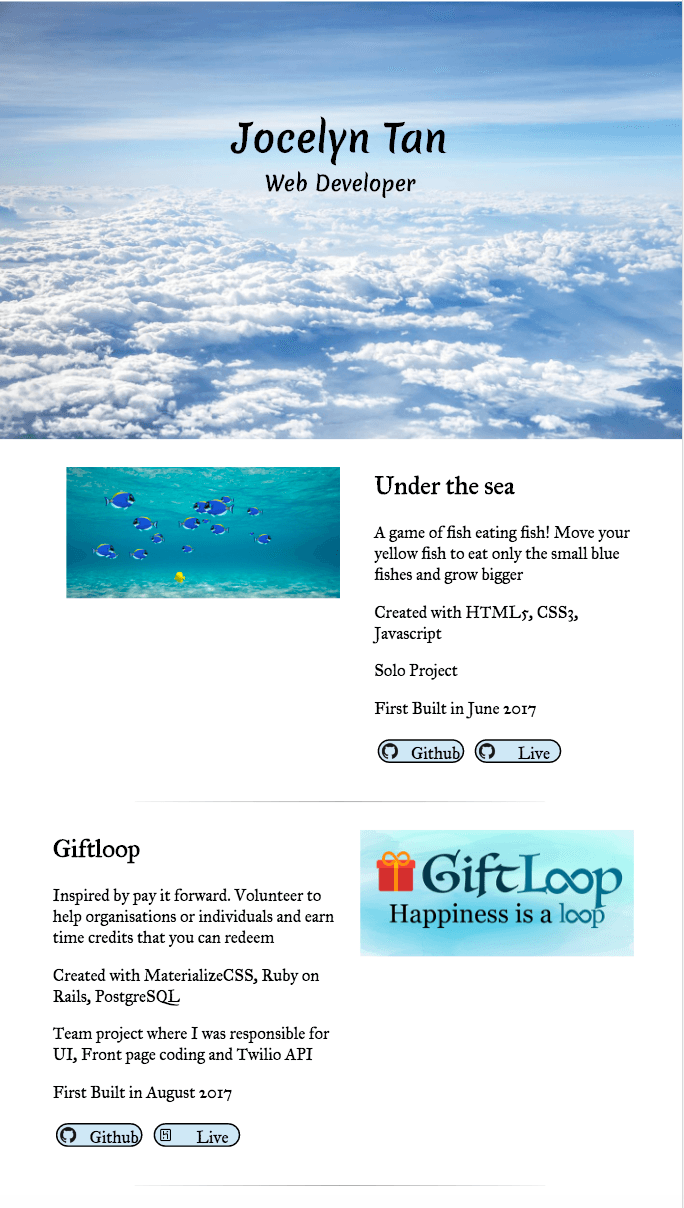 Jocelyn Tan
Web Developer
Under the sea
A game of fish eating fish! Move your
yellow fish to eat only the small blue
fishes and grow bigger
Created with HTML5, CSS3,
Javascript
Solo Project
First Built in June 2017
Github
Live
Giftloop
Inspired by pay it forward. Volunteer to
help organisations or individuals and earn
time credits that you can redeem
Created with MaterializeCSS, Ruby on
Rails, PostgreSQL
Team project where I was responsible for
UI, Front page coding and Twilio API
First Built in August 2017
Github
Live
GiftLoop
Happiness is a loop